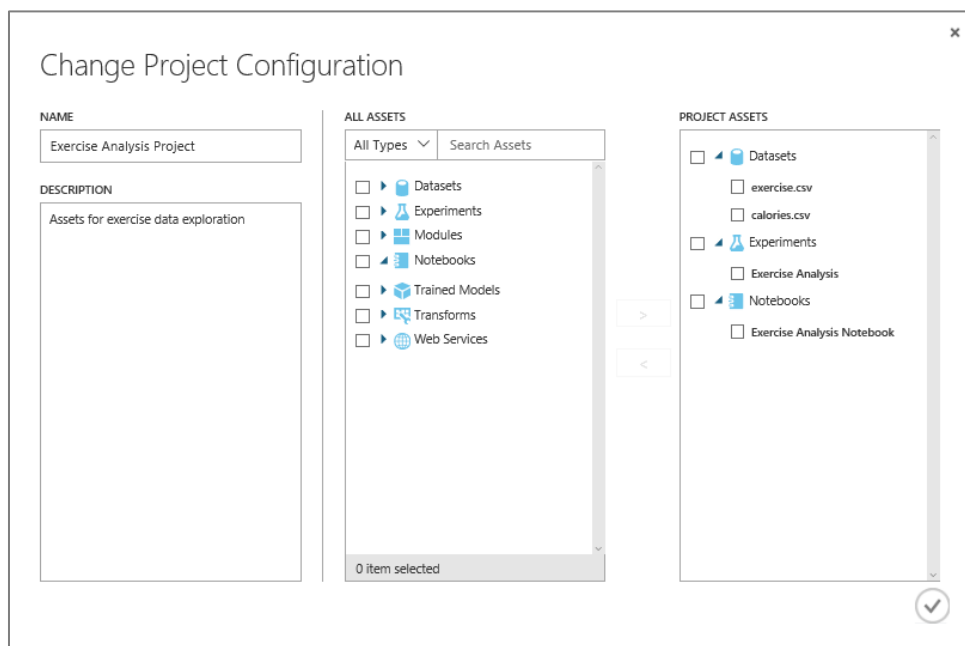 Change Project Configuration
NAME
Exercise Analysis Project
DESCRIPTION
Assets for exercise data exploration
ALL ASSETS
All Types
Search Assets
Datasets
Experiments
Modules
Notebooks
Trained Models
Transforms
Web Services
0 item selected
>
<
PROJECT ASSETS
Datasets
exercise.csv
calories.csv
Experiments
Exercise Analysis
Notebooks
Exercise Analysis Notebook